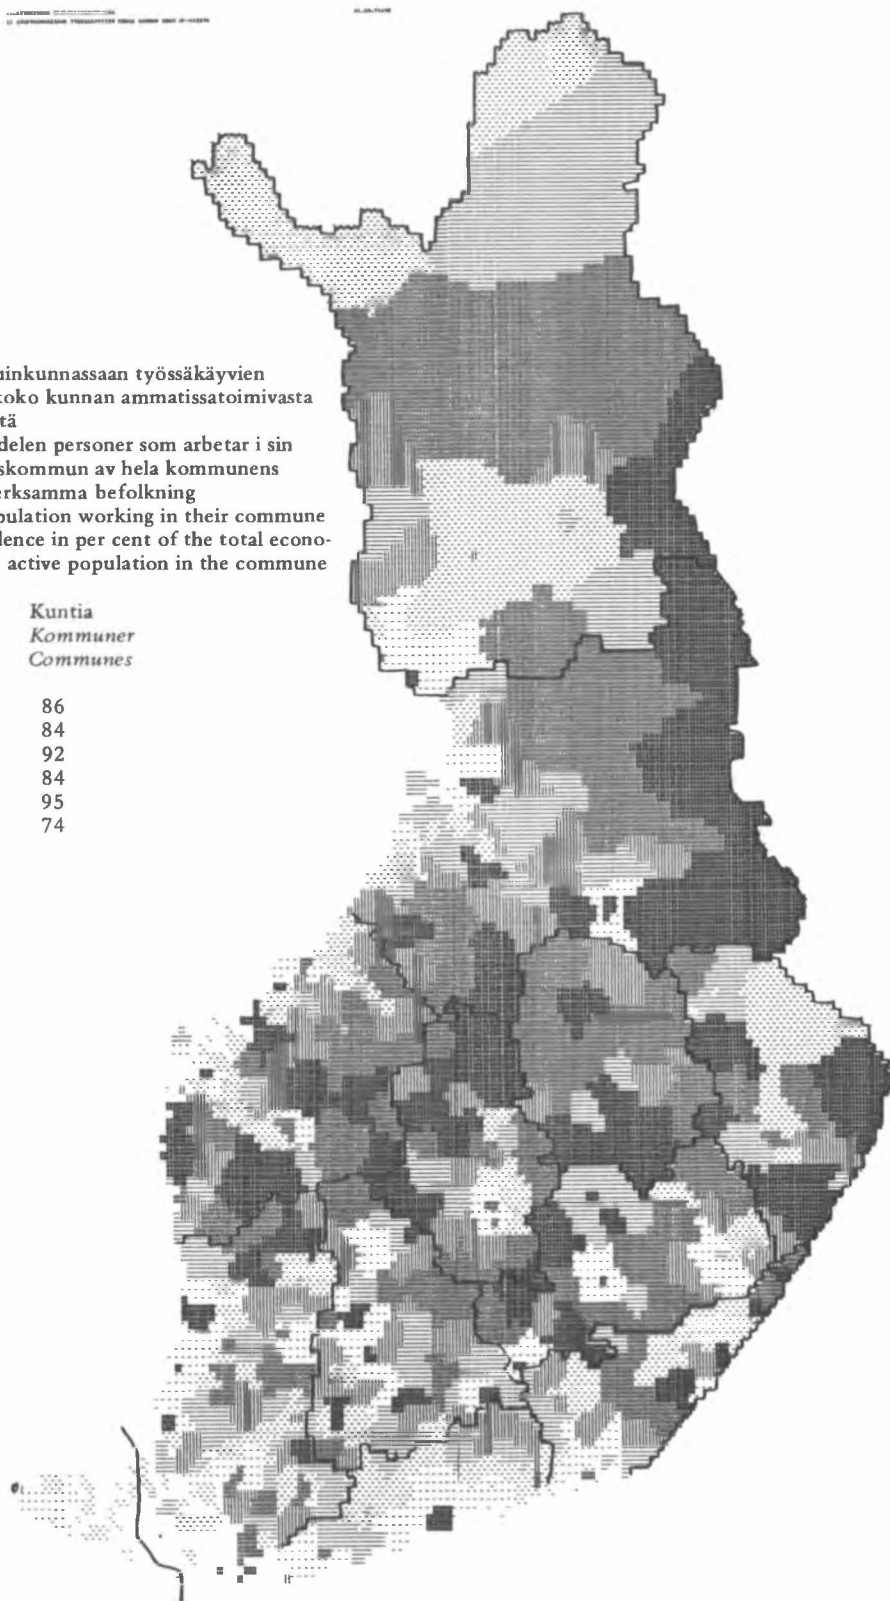 uinkunnassaan työssäkäyvien
koko kunnan ammatissatoimivasta
tä
delen personer som arbetar i sin
skommun av hela kommunens
erksamma befolkning
pulation working in their commune
lence in per cent of the total econo-
active population in the commune
Kuntia
Kommuner
Communes
86
84
92
84
95
74